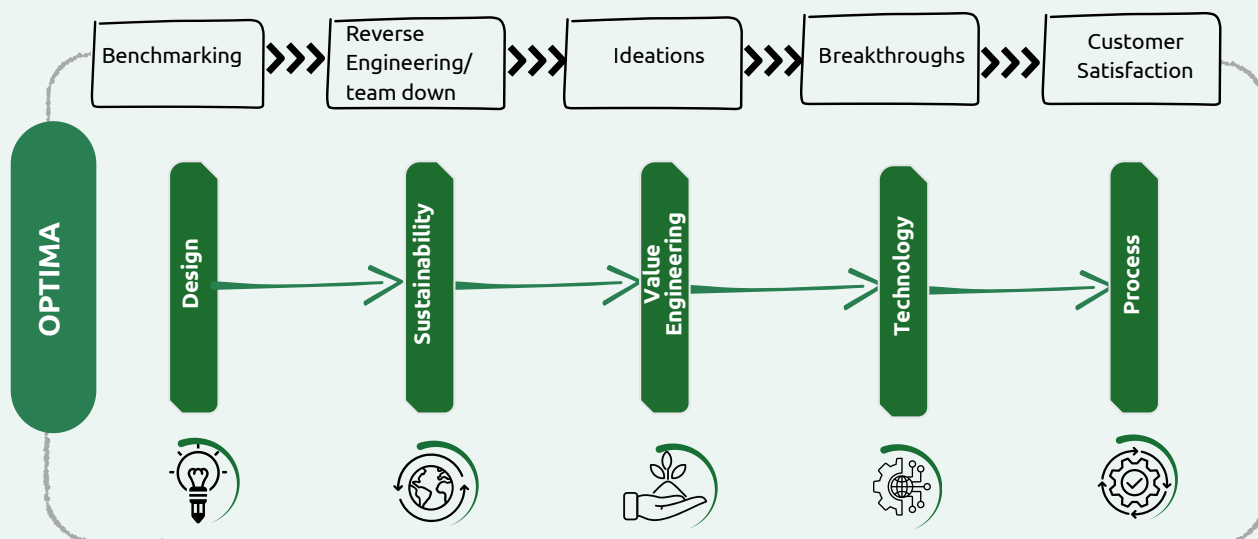 Benchmarking
Reverse
Engineering/
team down
Ideations
Breakthroughs
Customer
Satisfaction
OPTIMA
Design
Sustainability
Value
Engineering
Technology
Process